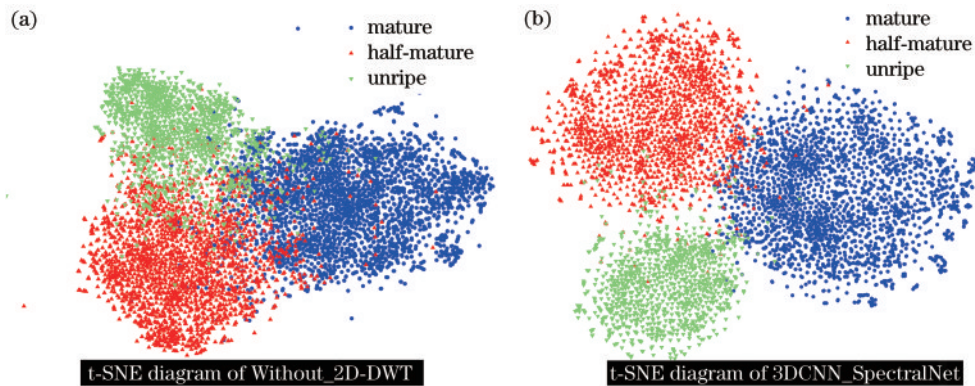 (a)
mature
half-mature
unripe
t-SNE diagram of Without_2D-DWT
(b)
mature
half-mature
unripe
t-SNE diagram of 3DCNN_SpectralNet